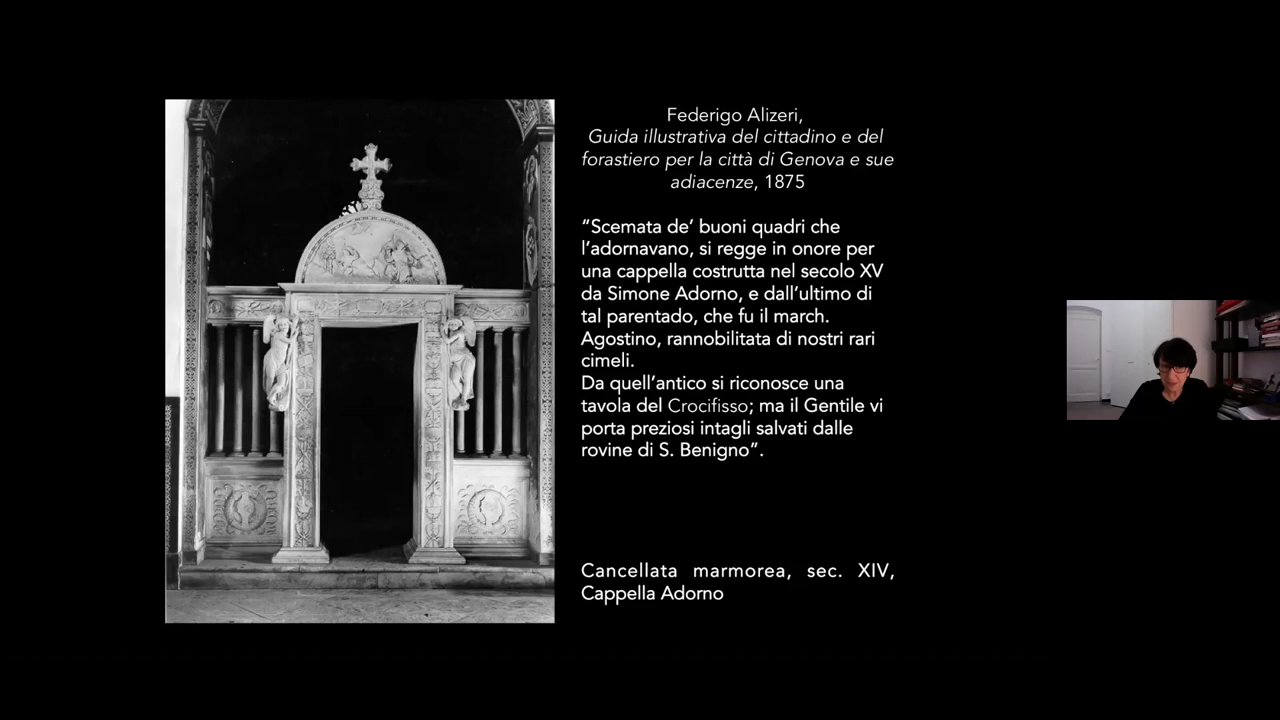 Federigo Alizeri,
Guida illustrativa del cittadino e del
forastiero per la città di Genova e sue
adiacenze, 1875
“Scemata de’ buoni quadri che
l’adornavano, si regge in onore per
una cappella costrutta nel secolo XV
da Simone Adorno, e dall’ultimo di
tal parentado, che fu il march.
Agostino, rannobilitata di nostri rari
cimeli.
Da quell’antico si riconosce una
tavola del Crocifisso; ma il Gentile vi
porta preziosi intagli salvati dalle
rovine di S. Benigno”.
Cancellata marmorea, sec. XIV,
Cappella Adorno